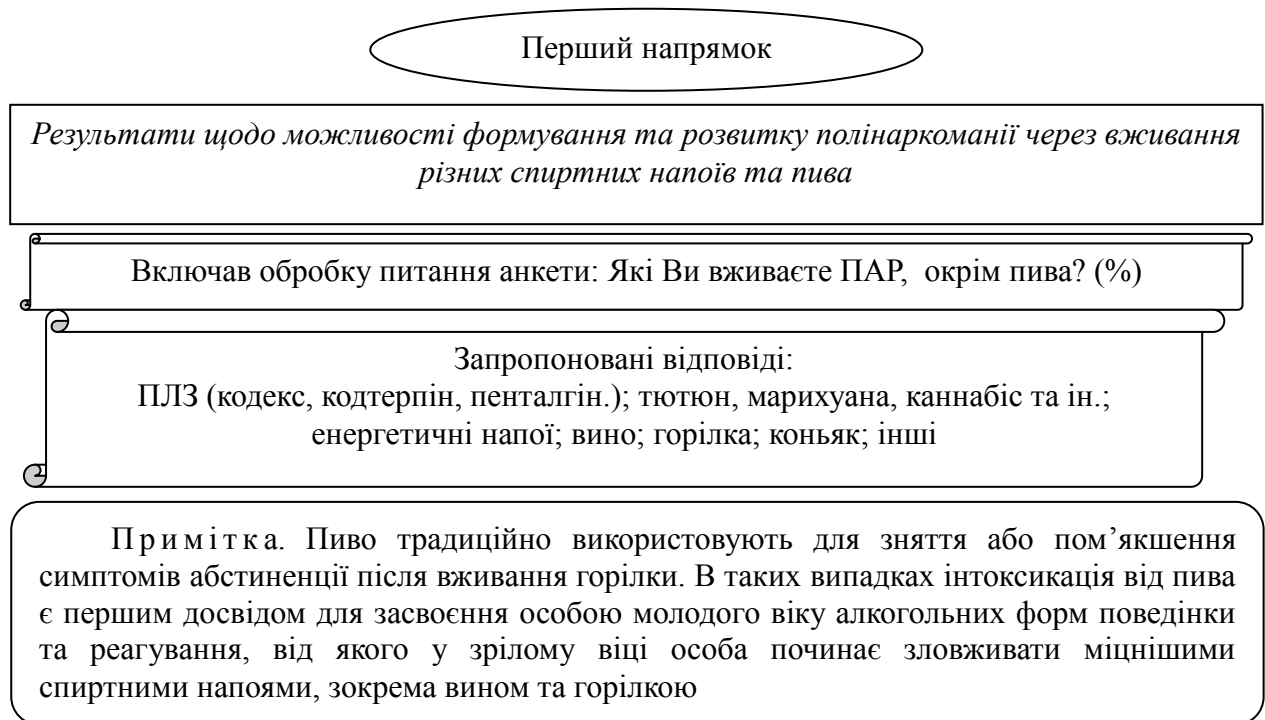 Перший напрямок
Результати щодо можливості формування та розвитку полінаркоманії через вживання
різних спиртних напоїв та пива
Включав обробку питання анкети: Які Ви вживаєте ПАР, окрім пива? (%)
Запропоновані відповіді:
ПЛЗ (кодекс, кодтерпін, пенталгін.); тютюн, марихуана, каннабіс та ін.;
енергетичні напої; вино; горілка; коньяк; інші
П р и м і т к а. Пиво традиційно використовують для зняття або пом’якшення
симптомів абстиненції після вживання горілки. В таких випадках інтоксикація від пива
є першим досвідом для засвоєння особою молодого віку алкогольних форм поведінки
та реагування, від якого у зрілому віці особа починає зловживати міцнішими
спиртними напоями, зокрема вином та горілкою